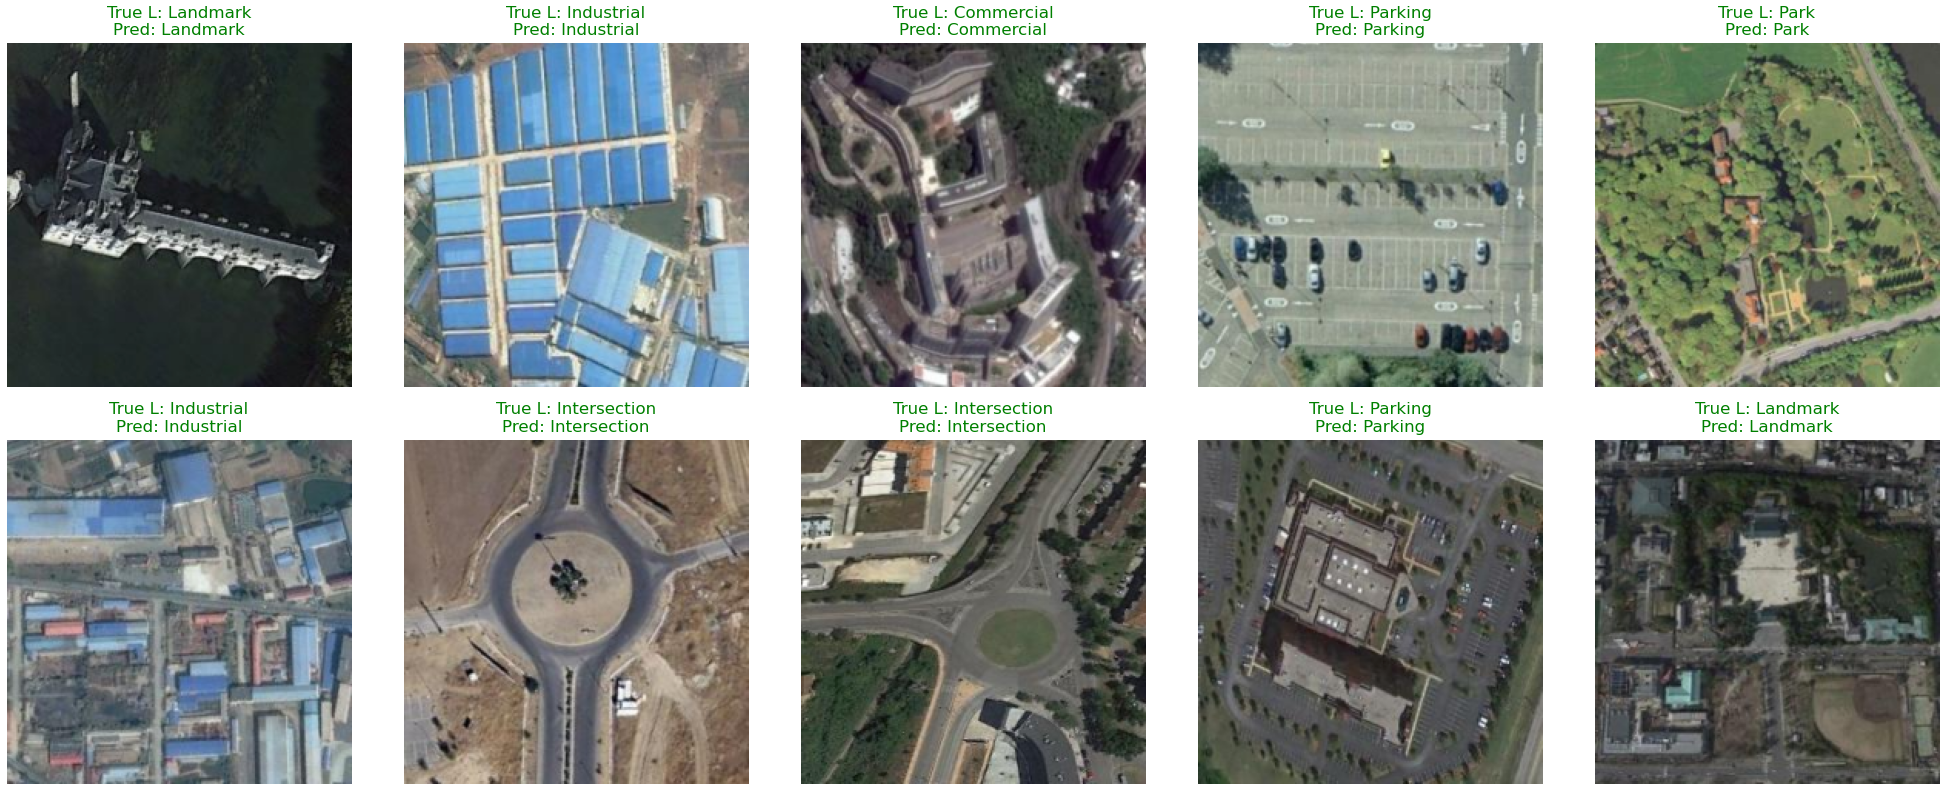 True L: Landmark
Pred: Landmark
True L: Industrial
Pred: Industrial
True L: Commercial
Pred: Commercial
True L: Parking
Pred: Parking
True L: Park
Pred: Park
True L: Industrial
Pred: Industrial
True L: Intersection
Pred: Intersection
True L: Intersection
Pred: Intersection
True L: Parking
Pred: Parking
True L: Landmark
Pred: Landmark